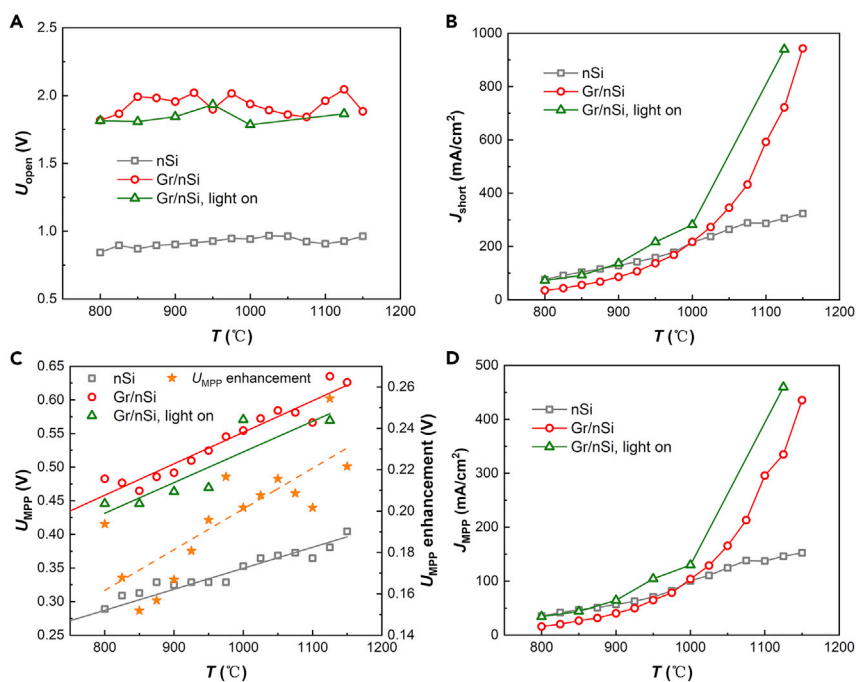 A
2.5
2.0
1.5
1.0
0.5
U_open (V)
nSi
Gr/nSi
Gr/nSi, light on
800 900 1000 1100 1200
T (℃)
B
1000
800
600
400
200
0
J_short (mA/cm²)
nSi
Gr/nSi
Gr/nSi, light on
800 900 1000 1100 1200
T (℃)
C
0.65
0.60
0.55
0.50
0.45
0.40
0.35
0.30
0.25
U_MPP (V)
nSi
Gr/nSi
Gr/nSi, light on
U_MPP enhancement
0.26
0.24
0.22
0.20
0.18
0.16
0.14
U_MPP enhancement (V)
800 900 1000 1100 1200
T (℃)
D
500
400
300
200
100
0
J_MPP (mA/cm²)
nSi
Gr/nSi
Gr/nSi, light on
800 900 1000 1100 1200
T (℃)